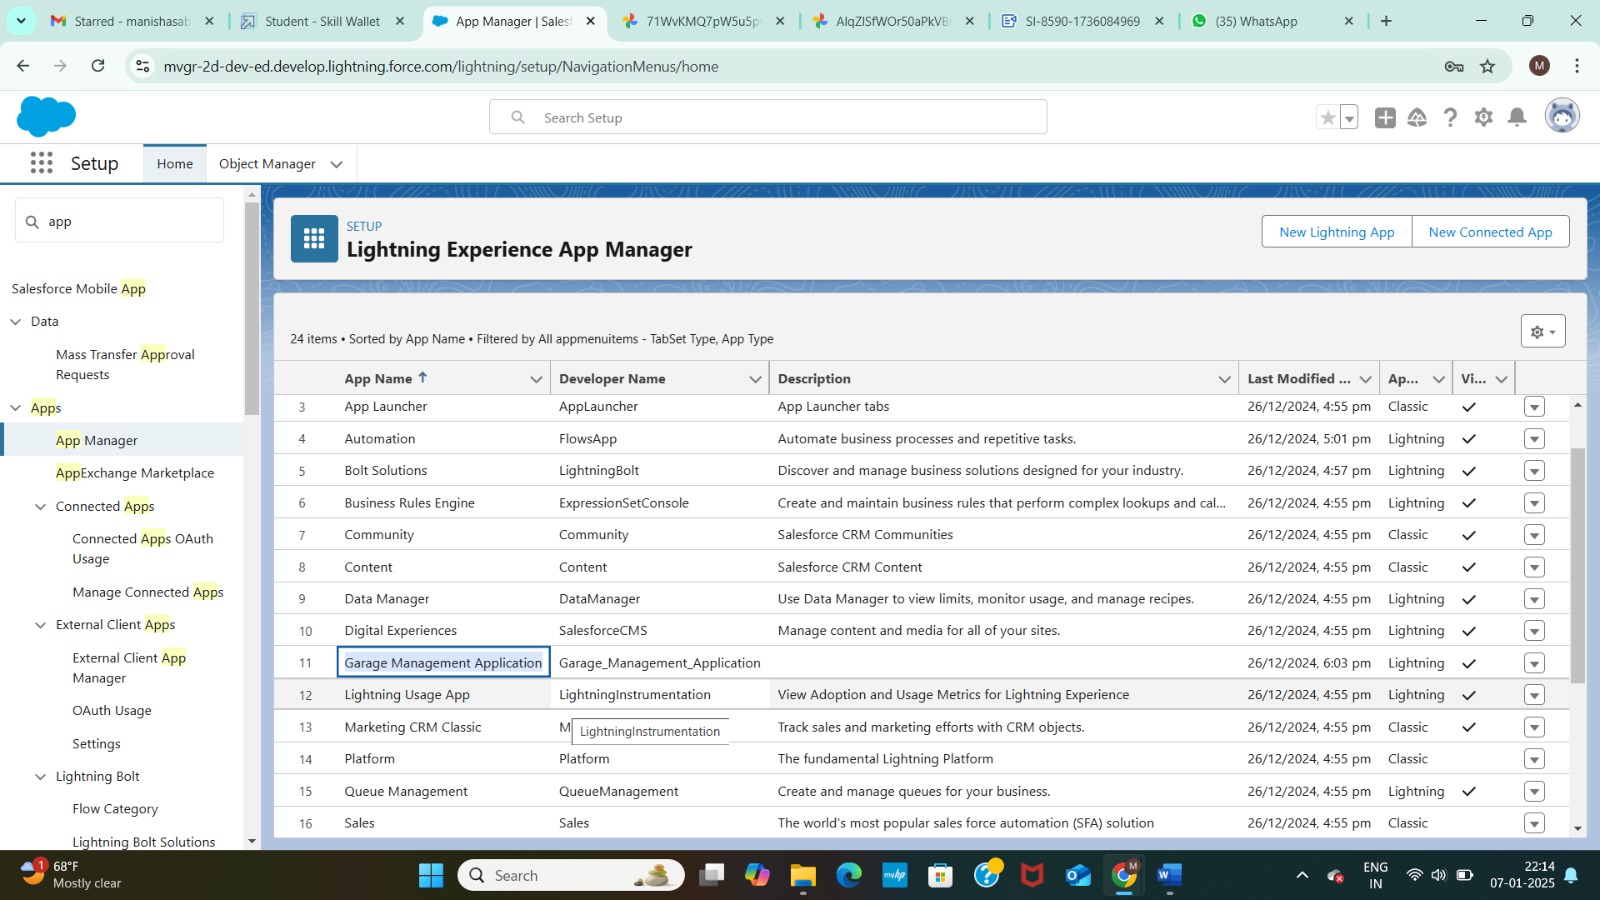 Starred - manishasab
Student - Skill Wallet
App Manager | Salesf
71WvKMQ7pW5u5p
SI-8590-1736084969
(35) WhatsApp
mvgr-2d-dev-ed.develop.lightning.force.com/lightning/setup/NavigationMenus/home
M
Search Setup
Setup
Home
Object Manager
app
Salesforce Mobile App
Data
Mass Transfer Approval
Requests
Apps
App Manager
AppExchange Marketplace
Connected Apps
Connected Apps OAuth
Usage
Manage Connected Apps
External Client Apps
External Client App
Manager
OAuth Usage
Settings
Lightning Bolt
Flow Category
Lightning Bolt Solutions
SETUP
Lightning Experience App Manager
New Lightning App
New Connected App
24 items • Sorted by App Name • Filtered by All appmenuitems - TabSet Type, App Type
App Name ↑ Developer Name Description Last Modified ... Ap... Vi...
3 App Launcher AppLauncher App Launcher tabs 26/12/2024, 4:55 pm Classic
4 Automation FlowsApp Automate business processes and repetitive tasks. 26/12/2024, 5:01 pm Lightning
5 Bolt Solutions LightningBolt Discover and manage business solutions designed for your industry. 26/12/2024, 4:57 pm Lightning
6 Business Rules Engine ExpressionSetConsole Create and maintain business rules that perform complex lookups and cal... 26/12/2024, 4:55 pm Lightning
7 Community Community Salesforce CRM Communities 26/12/2024, 4:55 pm Classic
8 Content Content Salesforce CRM Content 26/12/2024, 4:55 pm Classic
9 Data Manager DataManager Use Data Manager to view limits, monitor usage, and manage recipes. 26/12/2024, 4:55 pm Lightning
10 Digital Experiences SalesforceCMS Manage content and media for all of your sites. 26/12/2024, 4:55 pm Lightning
11 Garage Management Application Garage_Management_Application 26/12/2024, 6:03 pm Lightning
12 Lightning Usage App LightningInstrumentation View Adoption and Usage Metrics for Lightning Experience 26/12/2024, 4:55 pm Lightning
13 Marketing CRM Classic M Track sales and marketing efforts with CRM objects. 26/12/2024, 4:55 pm Classic
LightningInstrumentation
14 Platform Platform The fundamental Lightning Platform 26/12/2024, 4:55 pm Classic
15 Queue Management QueueManagement Create and manage queues for your business. 26/12/2024, 4:55 pm Lightning
16 Sales Sales The world's most popular sales force automation (SFA) solution 26/12/2024, 4:55 pm Classic
1
68°F
Mostly clear
Search
myhp
M
W
ENG
IN
22:14
07-01-2025